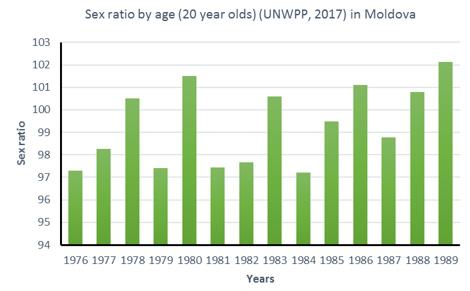 Sex ratio by age (20 year olds) (UNWPP, 2017) in Moldova
103
102
101
100
99
98
97
96
95
94
Sex ratio
1976 1977 1978 1979 1980 1981 1982 1983 1984 1985 1986 1987 1988 1989
Years